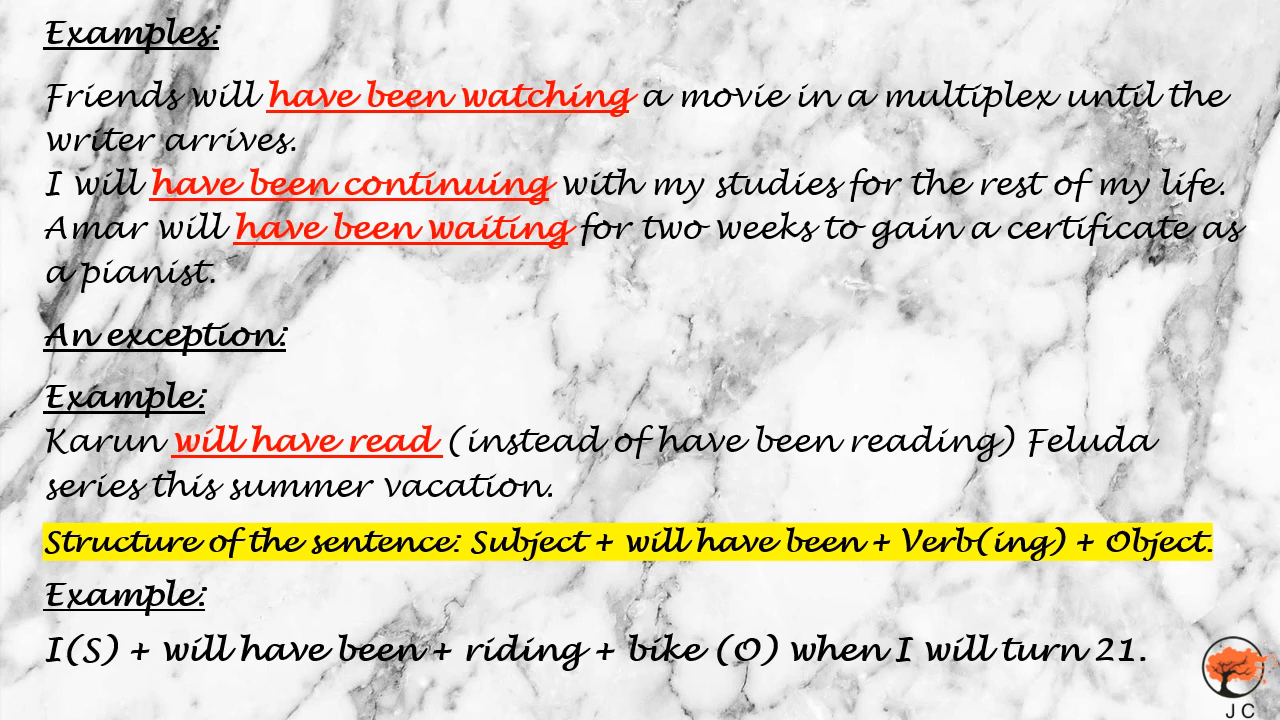 Examples:
Friends will have been watching a movie in a multiplex until the
writer arrives.
I will have been continuing with my studies for the rest of my life.
Amar will have been waiting for two weeks to gain a certificate as
a pianist.
An exception:
Example:
Karun will have read (instead of have been reading) Feluda
series this summer vacation.
Structure of the sentence: Subject + will have been + Verb(ing) + Object.
Example:
I(S) + will have been + riding + bike (O) when I will turn 21.
J C